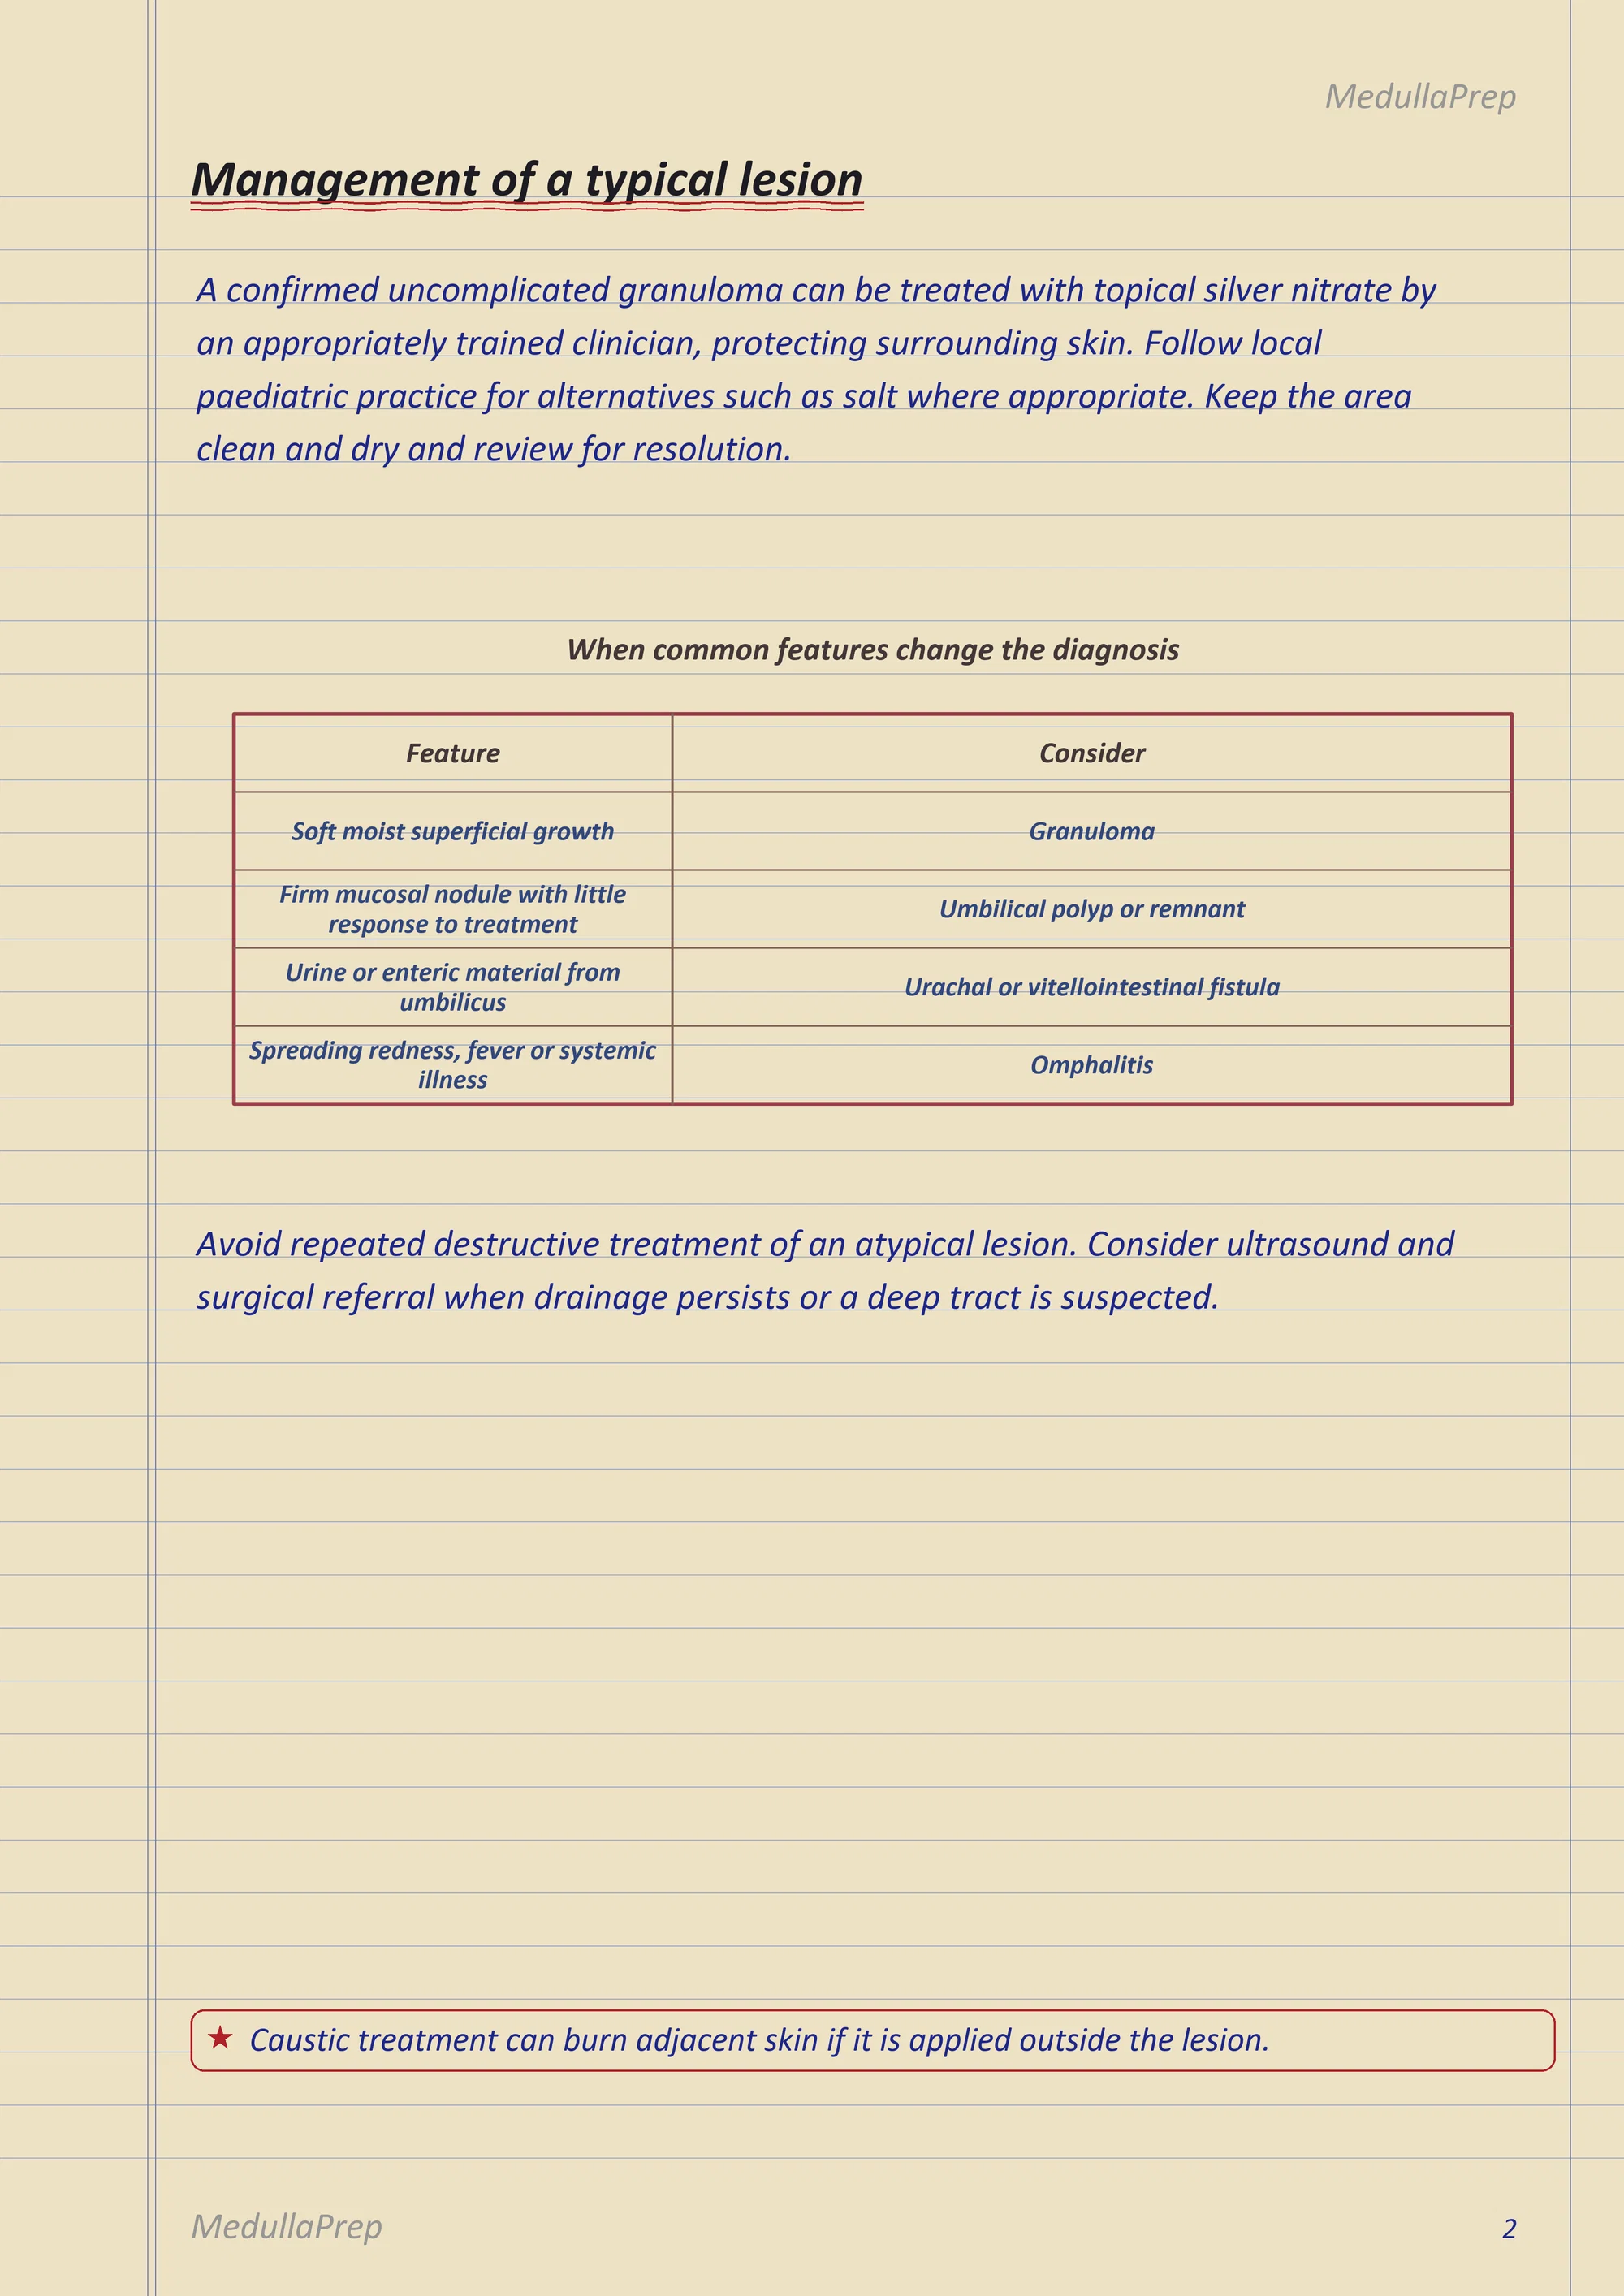 MedullaPrep
Management of a typical lesion
A confirmed uncomplicated granuloma can be treated with topical silver nitrate by
an appropriately trained clinician, protecting surrounding skin. Follow local
paediatric practice for alternatives such as salt where appropriate. Keep the area
clean and dry and review for resolution.
When common features change the diagnosis
Feature
Consider
Soft moist superficial growth
Granuloma
Firm mucosal nodule with little
response to treatment
Umbilical polyp or remnant
Urine or enteric material from
umbilicus
Urachal or vitellointestinal fistula
Spreading redness, fever or systemic
illness
Omphalitis
Avoid repeated destructive treatment of an atypical lesion. Consider ultrasound and
surgical referral when drainage persists or a deep tract is suspected.
★ Caustic treatment can burn adjacent skin if it is applied outside the lesion.
MedullaPrep
2